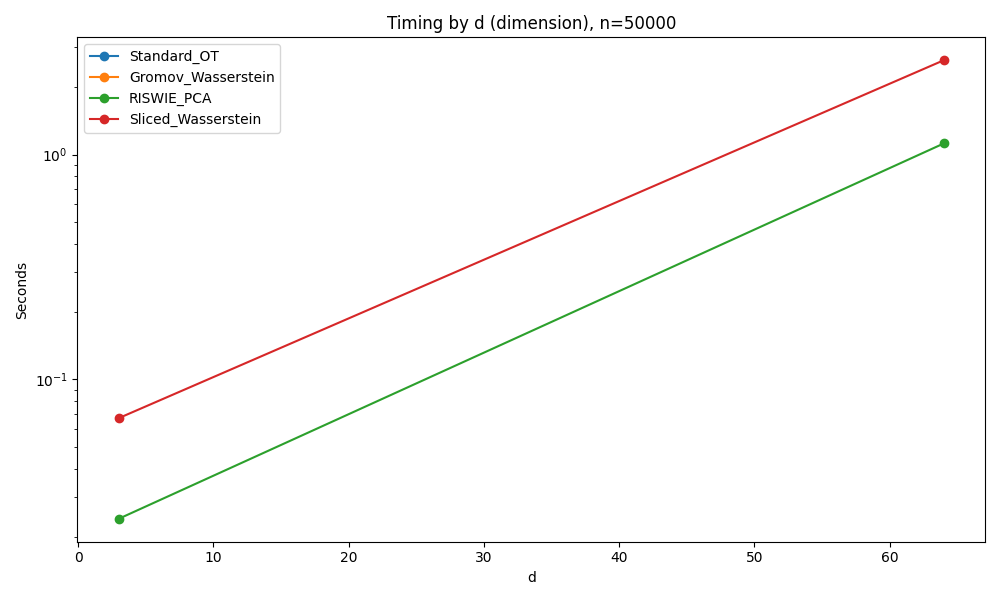 Timing by d (dimension), n=50000
Standard_OT
Gromov_Wasserstein
RISWIE_PCA
Sliced_Wasserstein
Seconds
10⁰
10⁻¹
0 10 20 30 40 50 60
d